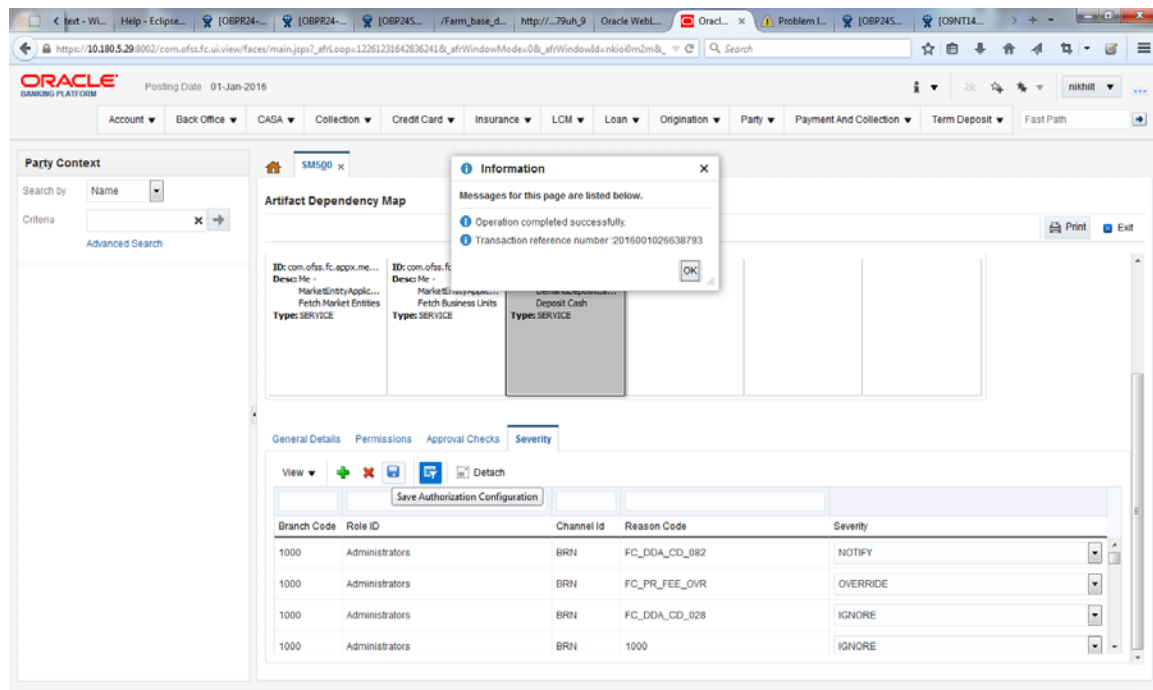 text - Wi... Help - Eclipse... [OBPR24-... [OBPR24-... [OBP24S... /Farm_base_d... http://...79uh_9 Oracle WebL... Oracl... x Problem l... [OBP24S... [O9NT14...
https://10.180.5.29:8002/com.ofss.fc.ui.view/faces/main.jspx?_afrLoop=12261231642836241&_afrWindowMode=0&_afrWindowId=nkioi0m2m&_ Search
ORACLE
BANKING PLATFORM
Posting Date 01-Jan-2016
nikhilt
Account Back Office CASA Collection Credit Card Insurance LCM Loan Origination Party Payment And Collection Term Deposit Fast Path
Party Context
Search by Name
Criteria
Advanced Search
SM500 x
Information
Messages for this page are listed below.
Operation completed successfully.
Transaction reference number :2016001026638793
OK
Artifact Dependency Map
Print Exit
ID: com.ofss.fc.appx.me...
Desc: Me -
MarketEntityApplic...
Fetch Market Entities
Type: SERVICE
ID: com.ofss.fc
Desc: Me -
Fetch Business Units
Type: SERVICE
Deposit Cash
Type: SERVICE
General Details Permissions Approval Checks Severity
View Detach
Save Authorization Configuration
Branch Code Role ID Channel Id Reason Code Severity
1000 Administrators BRN FC_DDA_CD_082 NOTIFY
1000 Administrators BRN FC_PR_FEE_OVR OVERRIDE
1000 Administrators BRN FC_DDA_CD_028 IGNORE
1000 Administrators BRN 1000 IGNORE